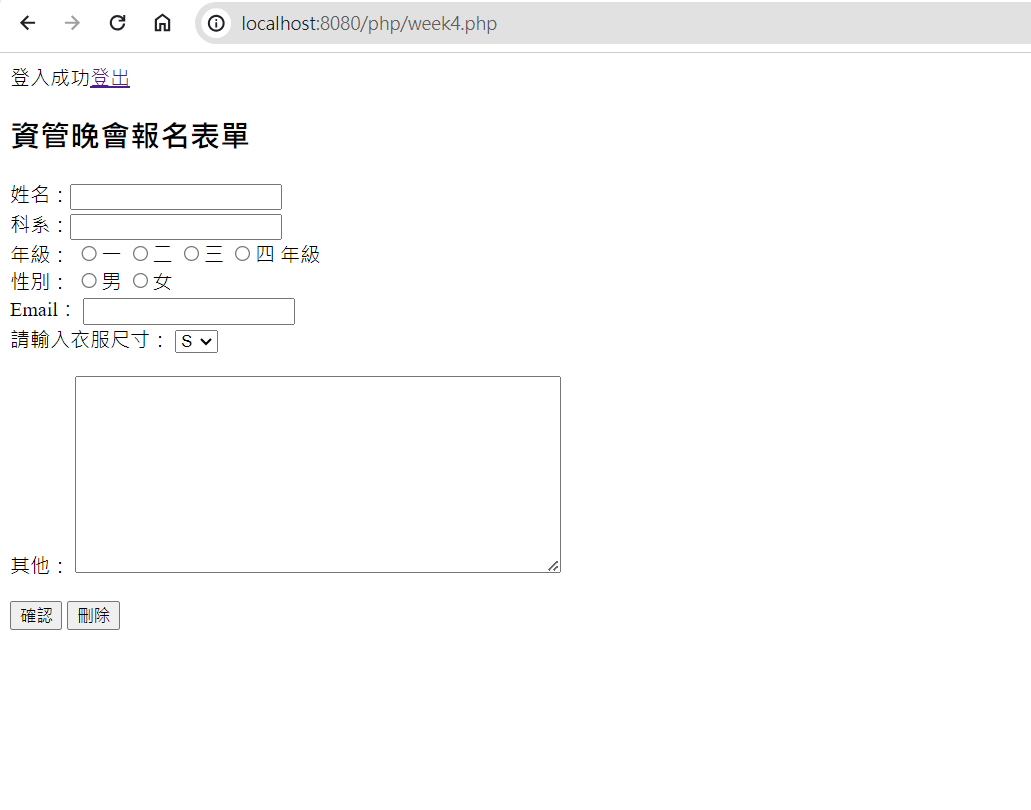 localhost:8080/php/week4.php
登入成功登出
資管晚會報名表單
姓名：
科系：
年級： 一 二 三 四 年級
性別： 男 女
Email：
請輸入衣服尺寸： S
其他：
確認 刪除